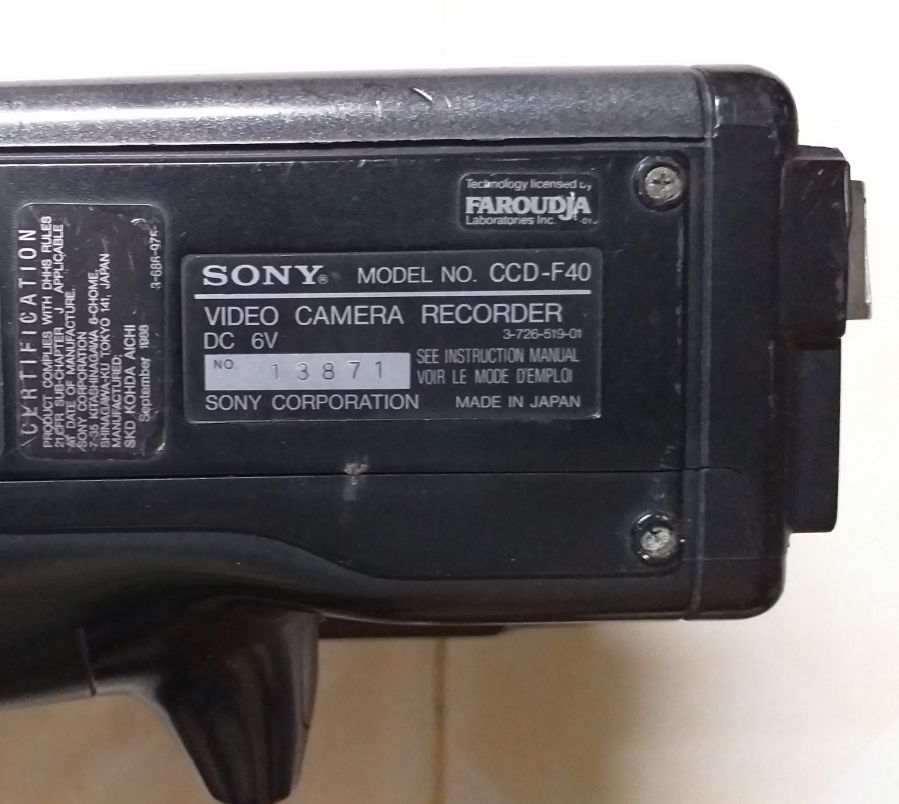 Technology licensed by
FAROUDJA
Laboratories Inc. -01
SONY® MODEL NO. CCD-F40
VIDEO CAMERA RECORDER
3-726-519-01
DC 6V
NO. 13871
SEE INSTRUCTION MANUAL
VOIR LE MODE D'EMPLOI
SONY CORPORATION MADE IN JAPAN
CERTIFICATION
PRODUCT COMPLIES WITH DHHS RULES
21 CFR SUB-CHAPTER J APPLICABLE
AT DATE OF MANUFACTURE.
SONY CORPORATION
7-35 KITASHINAGAWA 6-CHOME,
SHINAGAWA-KU TOKYO 141, JAPAN
MANUFACTURED;
SKD KOHDA AICHI
September 1988